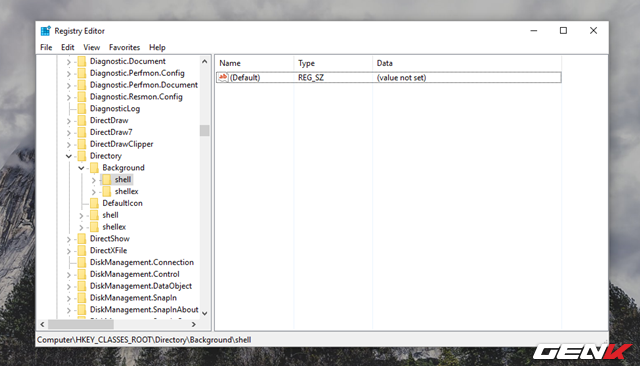 Registry Editor
File Edit View Favorites Help
Name Type Data
(Default) REG_SZ (value not set)
Diagnostic.Document
Diagnostic.Perfmon.Config
Diagnostic.Perfmon.Document
Diagnostic.Resmon.Config
DiagnosticLog
DirectDraw
DirectDraw7
DirectDrawClipper
Directory
Background
shell
shellex
DefaultIcon
shell
shellex
DirectShow
DirectXFile
DiskManagement.Connection
DiskManagement.Control
DiskManagement.DataObject
DiskManagement.SnapIn
DiskManagement.SnapInAbout
Computer\HKEY_CLASSES_ROOT\Directory\Background\shell
GENK